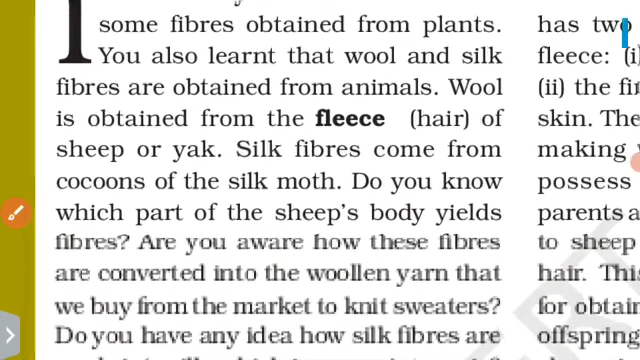 some fibres obtained from plants.
You also learnt that wool and silk
fibres are obtained from animals. Wool
is obtained from the fleece (hair) of
sheep or yak. Silk fibres come from
cocoons of the silk moth. Do you know
which part of the sheep's body yields
fibres? Are you aware how these fibres
are converted into the woollen yarn that
we buy from the market to knit sweaters?
Do you have any idea how silk fibres are
has two
fleece: (i)
(ii) the
skin. The
making
possess
parents a
to sheep
hair.
for
offspring